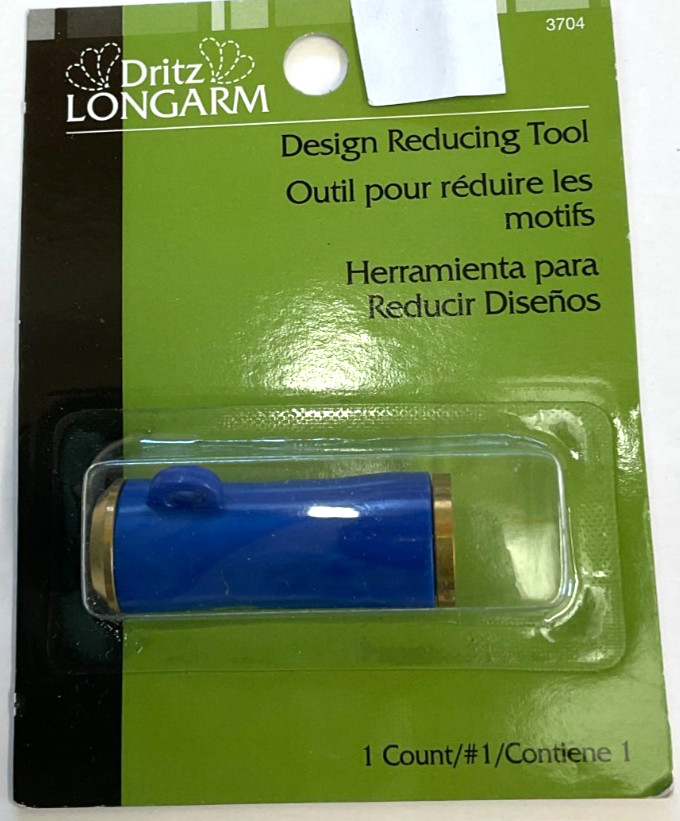 3704
Dritz
LONGARM
Design Reducing Tool
Outil pour réduire les
motifs
Herramienta para
Reducir Diseños
1 Count/#1/Contiene 1